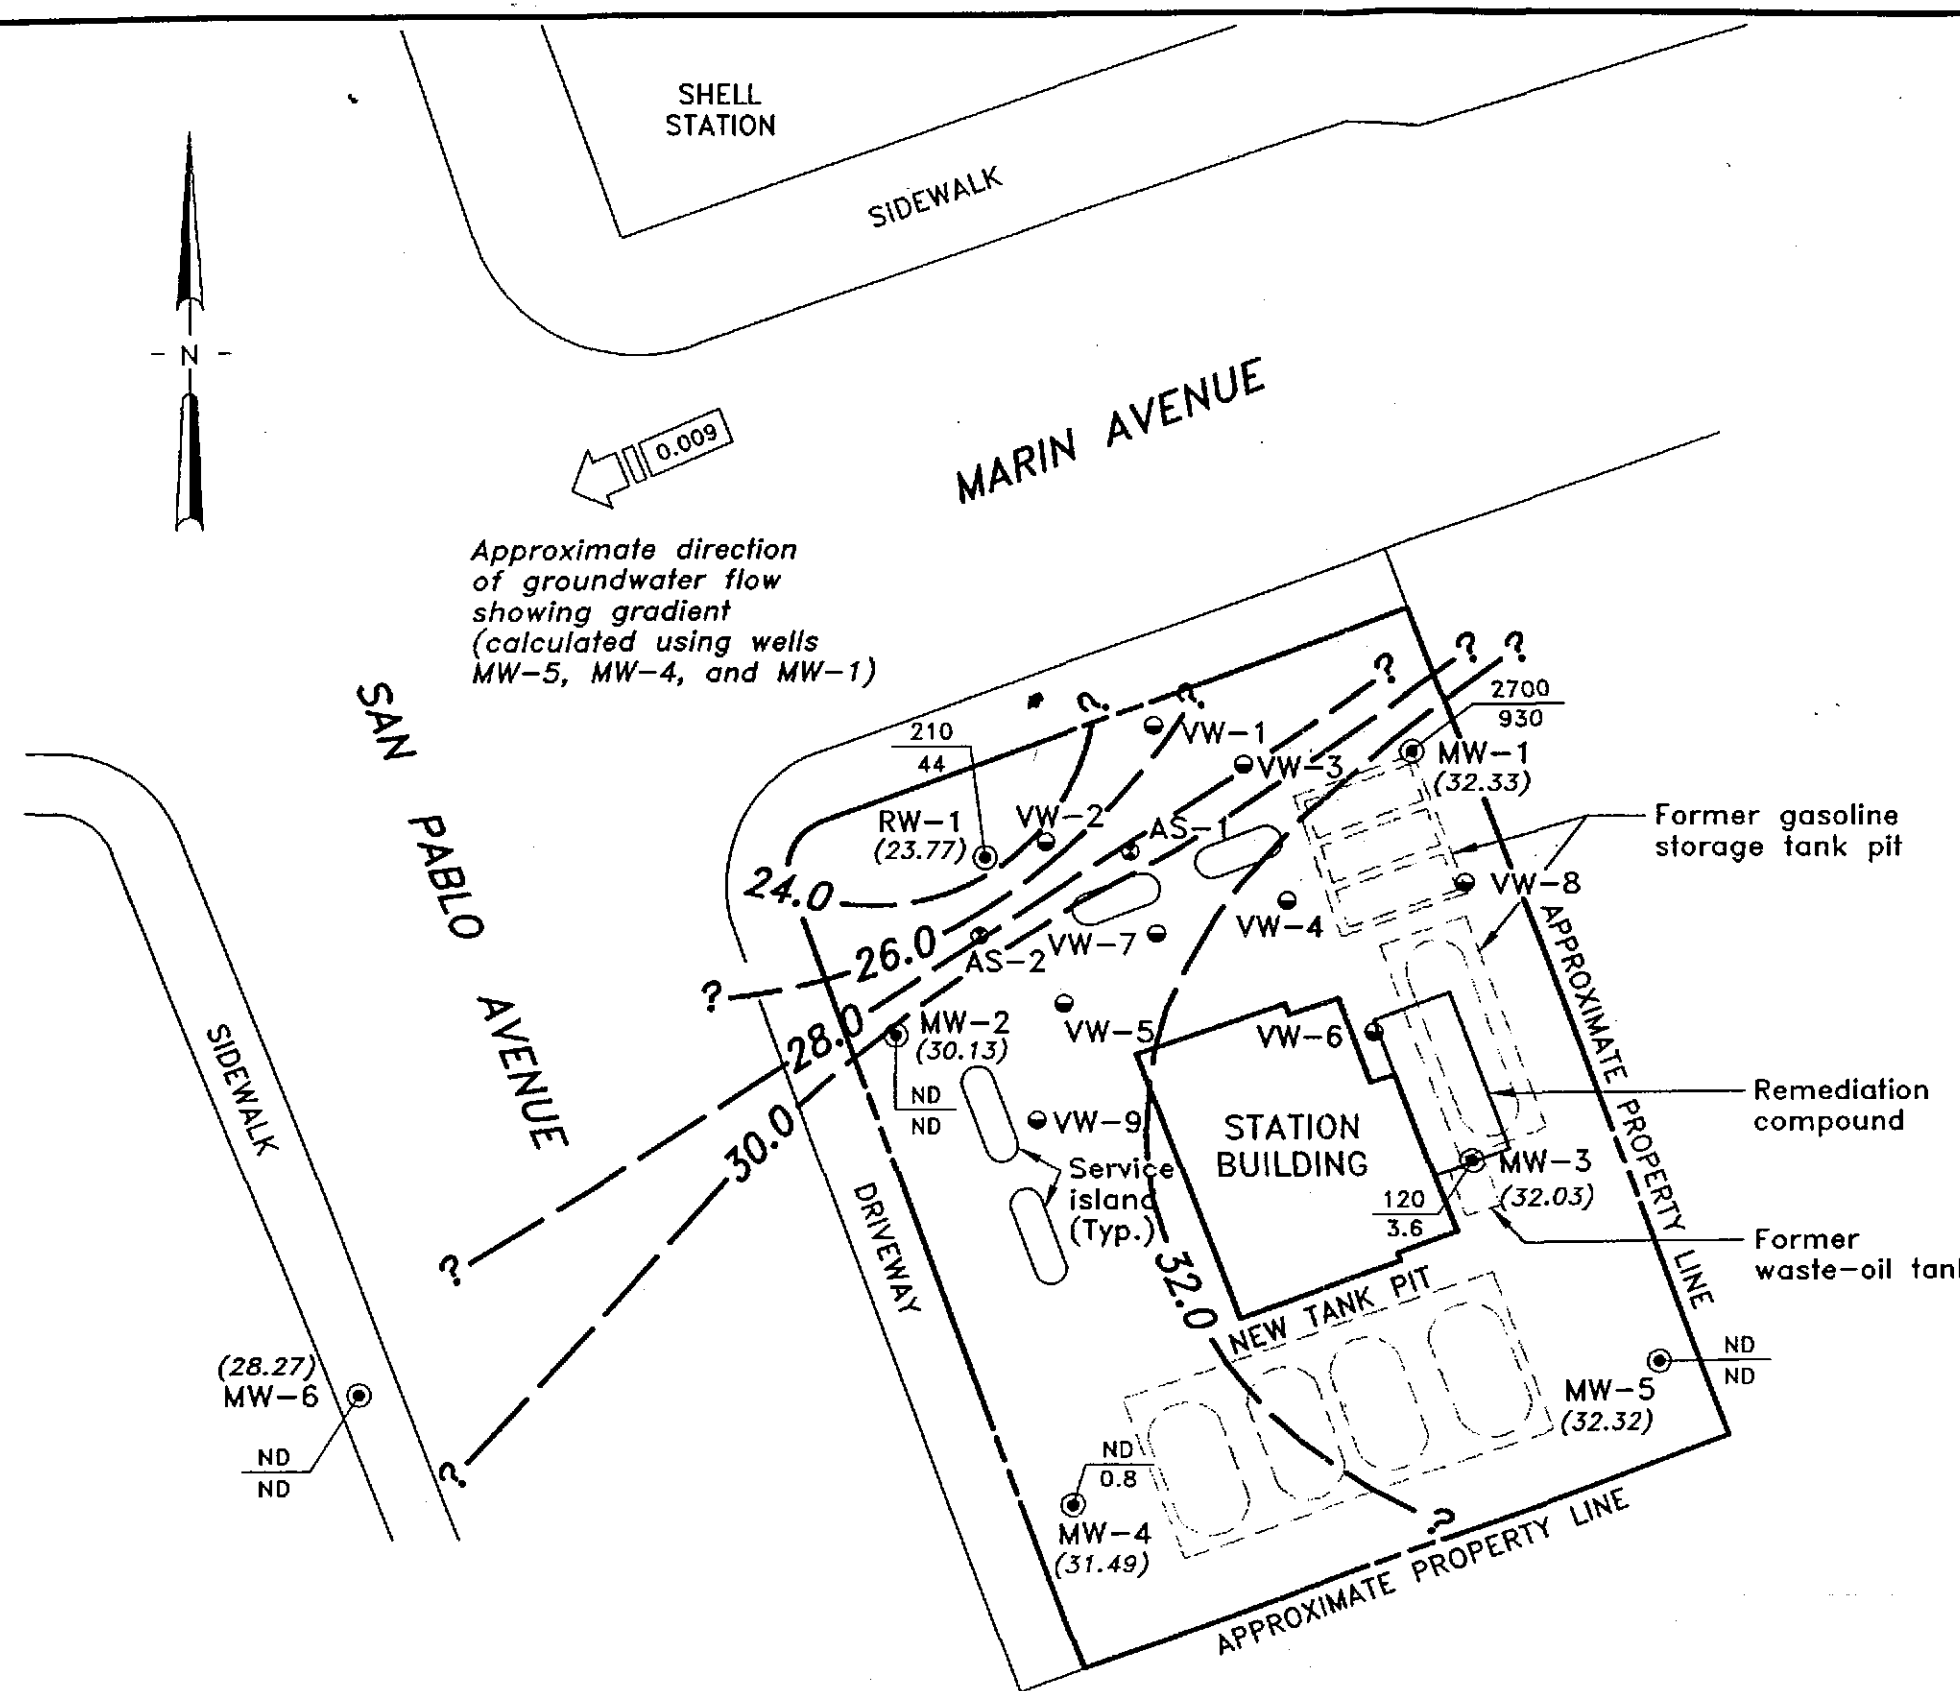 SHELL
STATION
SIDEWALK
- N -
MARIN AVENUE
0.009
Approximate direction
of groundwater flow
showing gradient
(calculated using wells
MW-5, MW-4, and MW-1)
SAN PABLO AVENUE
SIDEWALK
?
?
?
?
?
2700
930
MW-1
(32.33)
210
44
RW-1
(23.77)
VW-1
VW-3
VW-2
AS-1
Former gasoline
storage tank pit
VW-8
24.0
VW-4
26.0
AS-2
VW-7
?
28.0
MW-2
(30.13)
ND
ND
VW-5
VW-6
APPROXIMATE PROPERTY LINE
Remediation
compound
30.0
VW-9
STATION
BUILDING
Service
island
(Typ.)
MW-3
(32.03)
120
3.6
DRIVEWAY
Former
waste-oil tan
?
32.0
NEW TANK PIT
(28.27)
MW-6
ND
ND
?
ND
ND
MW-5
(32.32)
ND
0.8
MW-4
(31.49)
?
APPROXIMATE PROPERTY LINE